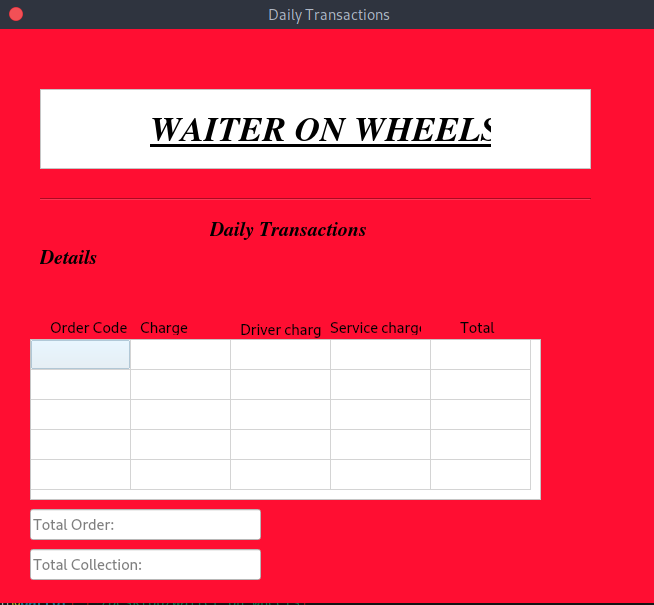 Daily Transactions
WAITER ON WHEELS
Daily Transactions
Details
Order Code Charge Driver charg Service charg Total
Total Order:
Total Collection: